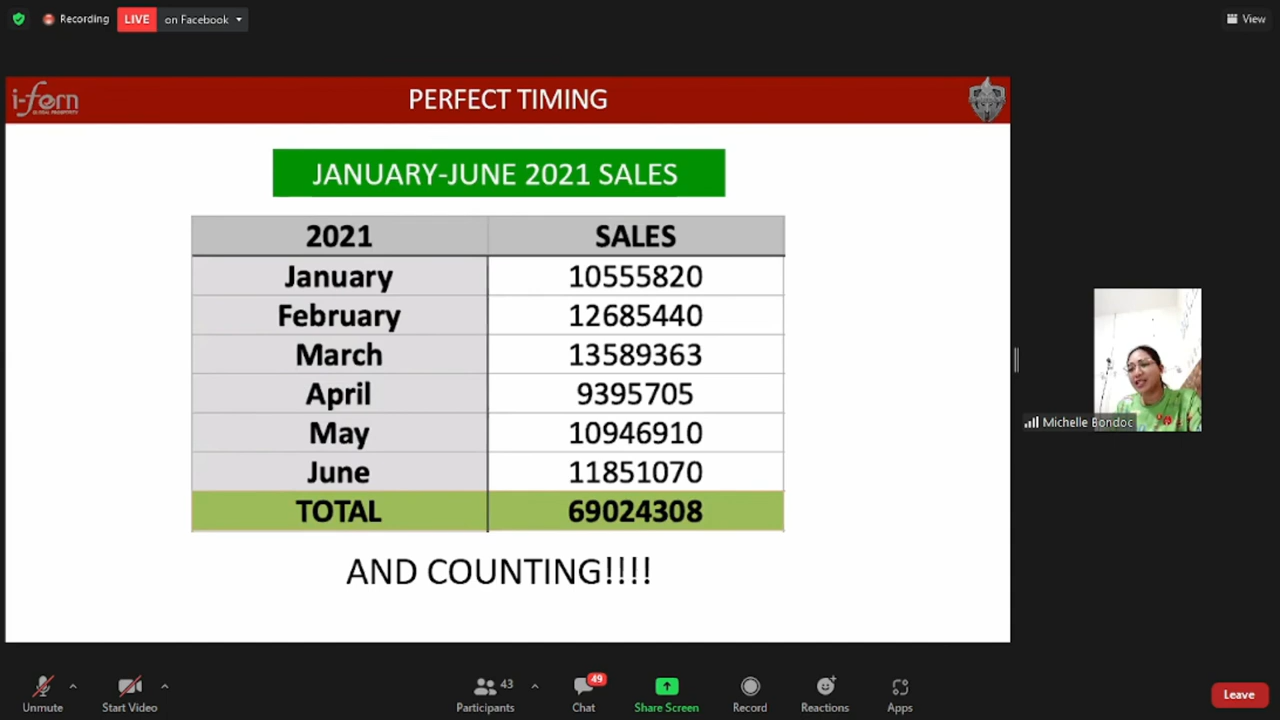 Recording
LIVE on Facebook
View
i-fern
GLOBAL PROSPERITY
PERFECT TIMING
JANUARY-JUNE 2021 SALES
2021 SALES
January 10555820
February 12685440
March 13589363
April 9395705
May 10946910
June 11851070
TOTAL 69024308
AND COUNTING!!!!
Michelle Bondoc
43
49
Unmute
Start Video
Participants
Chat
Share Screen
Record
Reactions
Apps
Leave